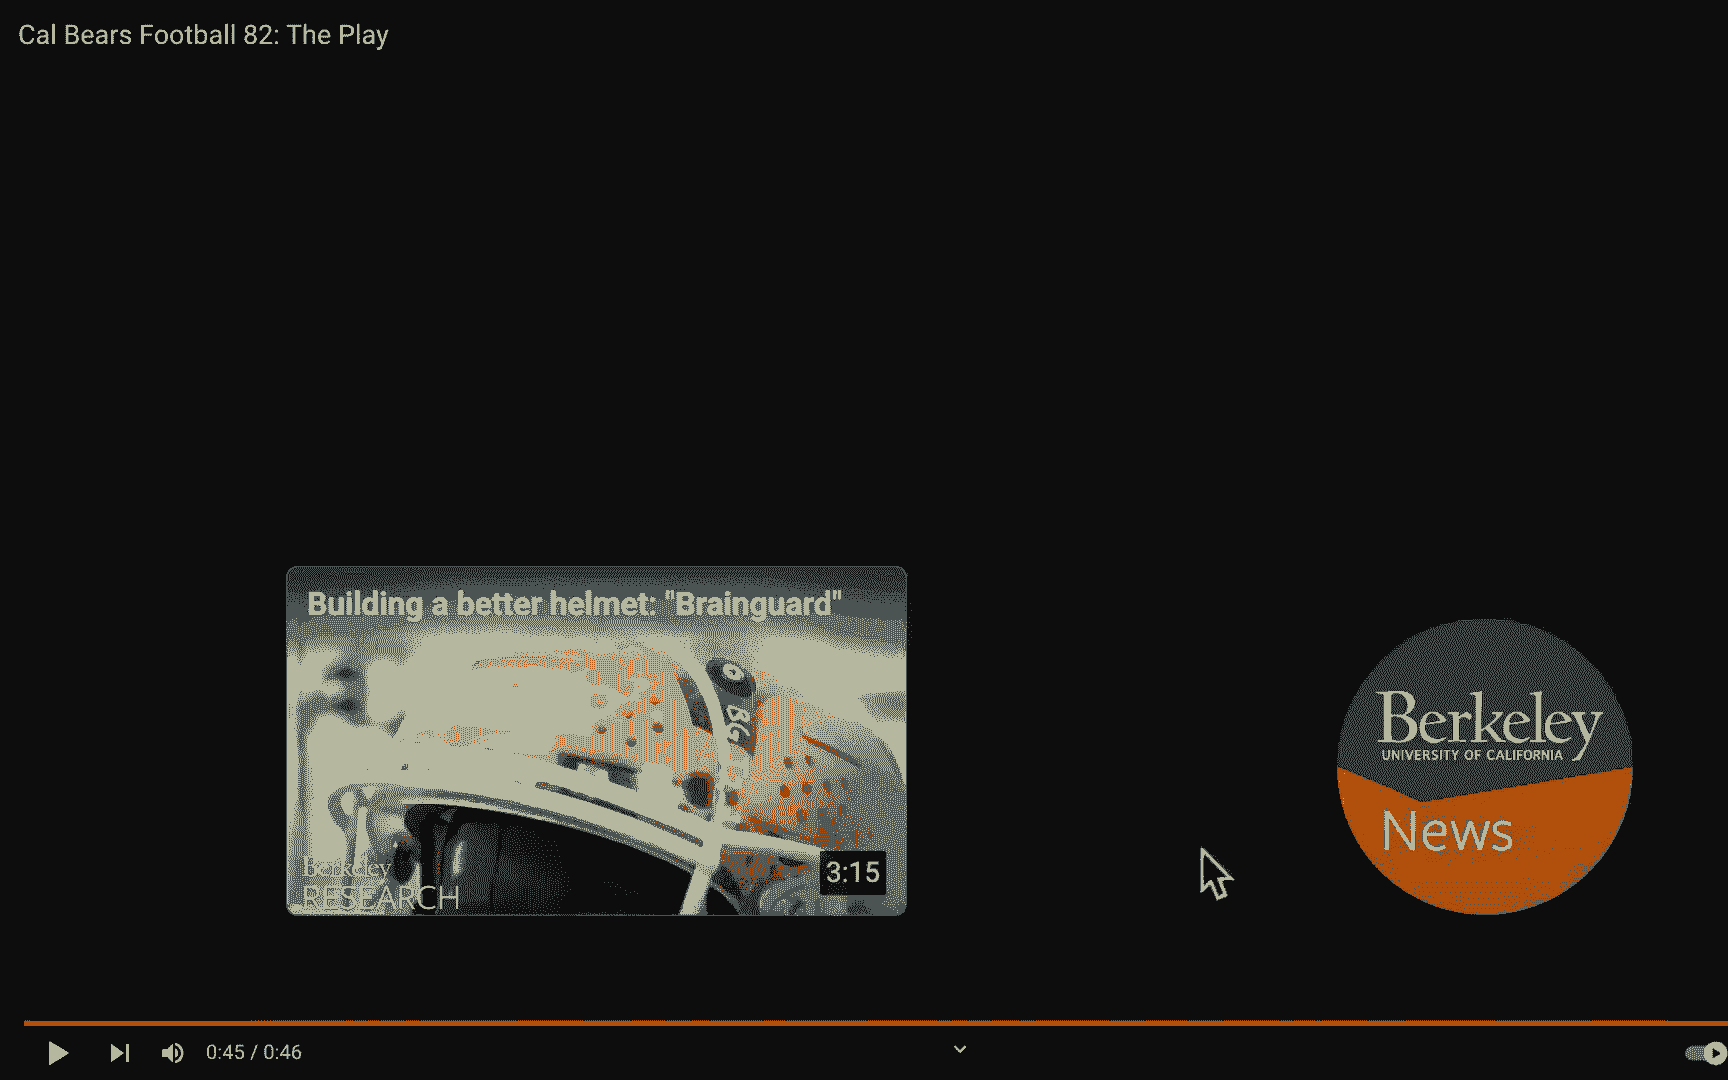 Cal Bears Football 82: The Play
Building a better helmet: "Brainguard"
BG
Berkeley
RESEARCH
3:15
Berkeley
UNIVERSITY OF CALIFORNIA
News
0:45 / 0:46